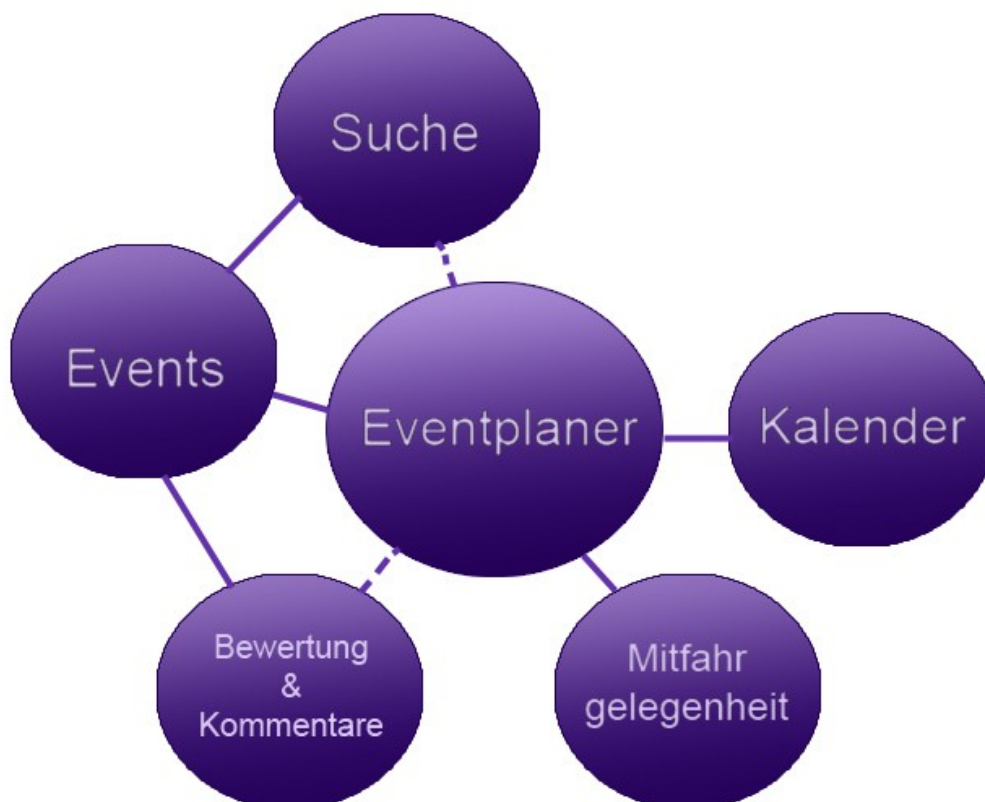 Suche
Events
Eventplaner
Kalender
Bewertung
&
Kommentare
Mitfahr
gelegenheit